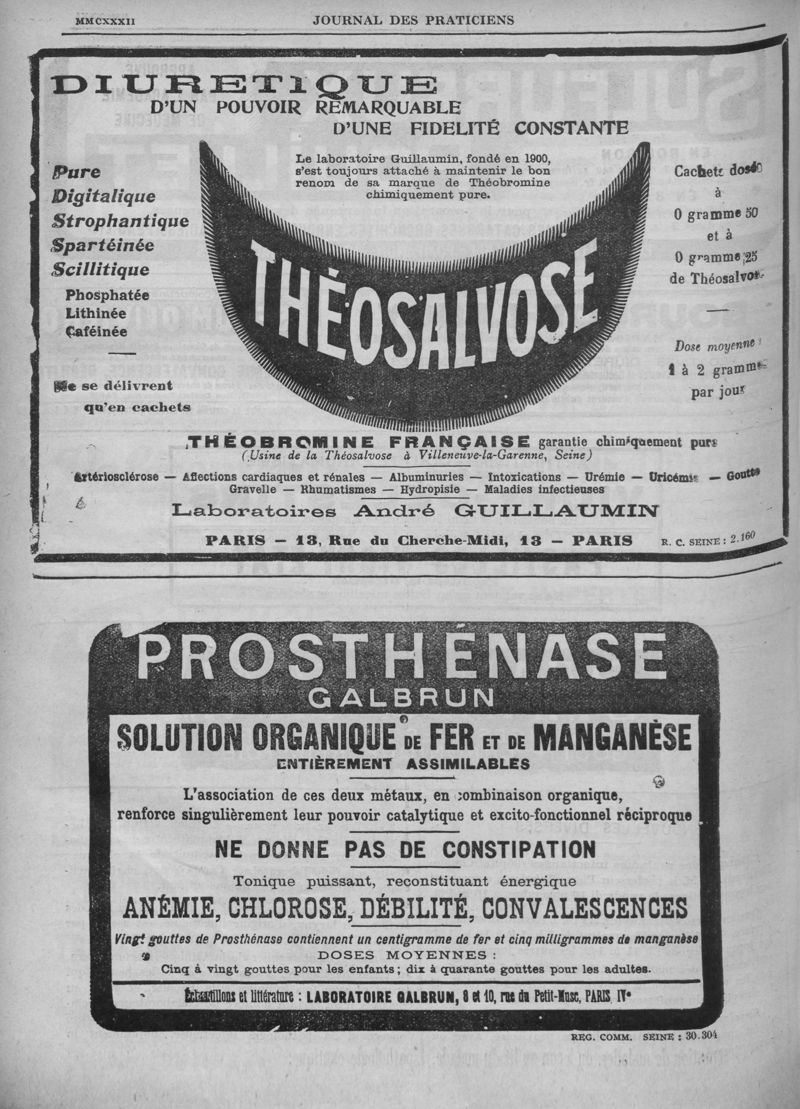 MMCXXXII
JOURNAL DES PRATICIENS
DIURETIQUE
D'UN POUVOIR REMARQUABLE
D'UNE FIDELITÉ CONSTANTE
Le laboratoire Guillaumin, fondé en 1900,
s'est toujours attaché à maintenir le bon
renom de sa marque de Théobromine
chimiquement pure.
Pure
Digitalique
Strophantique
Spartéinée
Scillitique
Phosphatée
Lithinée
Caféinée
Ne se délivrent
qu'en cachets
THÉOSALVOSE
Cachets dosés
à
0 gramme 50
et à
0 gramme 25
de Théosalvose
Dose moyenne :
1 à 2 grammes
par jour
THÉOBROMINE FRANÇAISE garantie chimiquement pure
(Usine de la Théosalvose à Villeneuve-la-Garenne, Seine)
Artériosclérose — Affections cardiaques et rénales — Albuminuries — Intoxications — Urémie — Uricémie — Goutte
Gravelle — Rhumatismes — Hydropisie — Maladies infectieuses
Laboratoires André GUILLAUMIN
PARIS — 13, Rue du Cherche-Midi, 13 — PARIS R. C. SEINE : 2.160
PROSTHÉNASE
GALBRUN
SOLUTION ORGANIQUE DE FER ET DE MANGANÈSE
ENTIÈREMENT ASSIMILABLES
L'association de ces deux métaux, en combinaison organique,
renforce singulièrement leur pouvoir catalytique et excito-fonctionnel réciproque
NE DONNE PAS DE CONSTIPATION
Tonique puissant, reconstituant énergique
ANÉMIE, CHLOROSE, DÉBILITÉ, CONVALESCENCES
Vingt gouttes de Prosthénase contiennent un centigramme de fer et cinq milligrammes de manganèse
DOSES MOYENNES :
Cinq à vingt gouttes pour les enfants ; dix à quarante gouttes pour les adultes.
Échantillons et littérature : LABORATOIRE GALBRUN, 8 et 10, rue du Petit-Musc, PARIS, IVe
REG. COMM. SEINE : 30.304